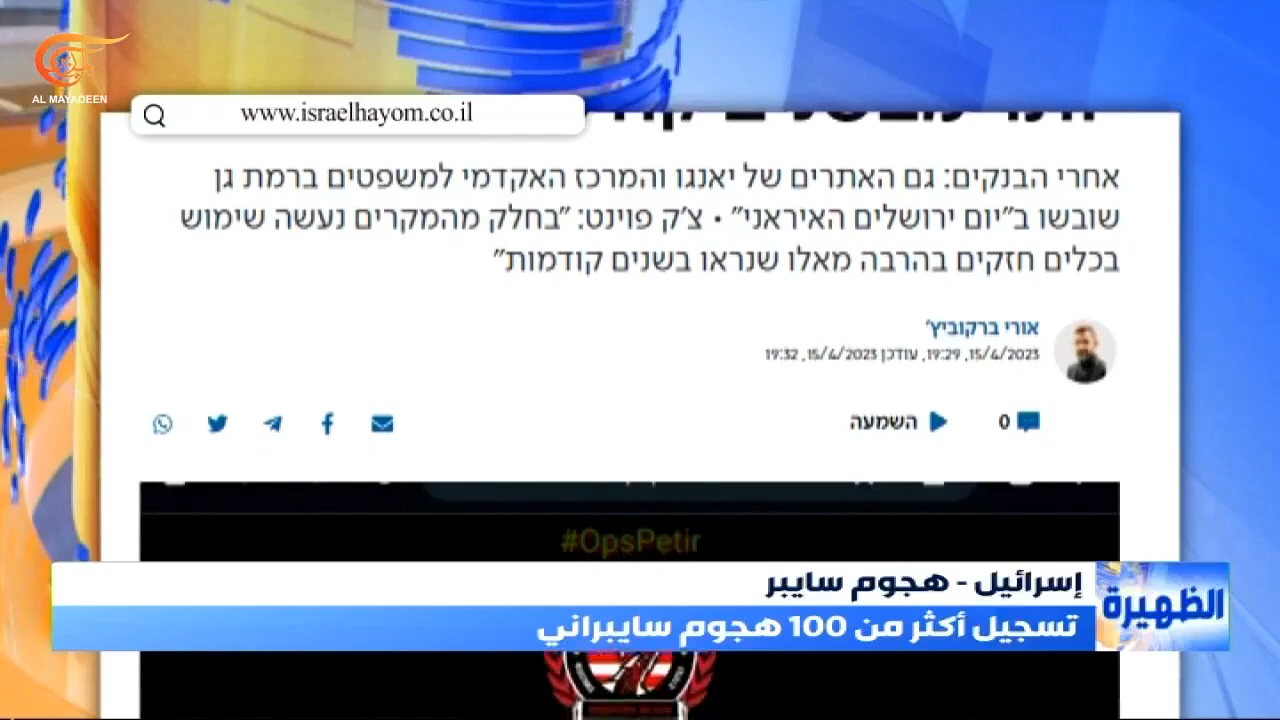 AL MAYADEEN
www.israelhayom.co.il
אחרי הבנקים: גם האתרים של יאנגו והמרכז האקדמי למשפטים ברמת גן
שובשו ב"יום ירושלים האיראני" • צ'ק פוינט: "בחלק מהמקרים נעשה שימוש
בכלים חזקים בהרבה מאלו שנראו בשנים קודמות"
אורי ברקוביץ'
15/4/2023, 19:29, עודכן 15/4/2023, 19:32
0 השמעה
#OpsPetir
إسرائيل - هجوم سايبر
الظهيرة
تسجيل أكثر من 100 هجوم سايبراني